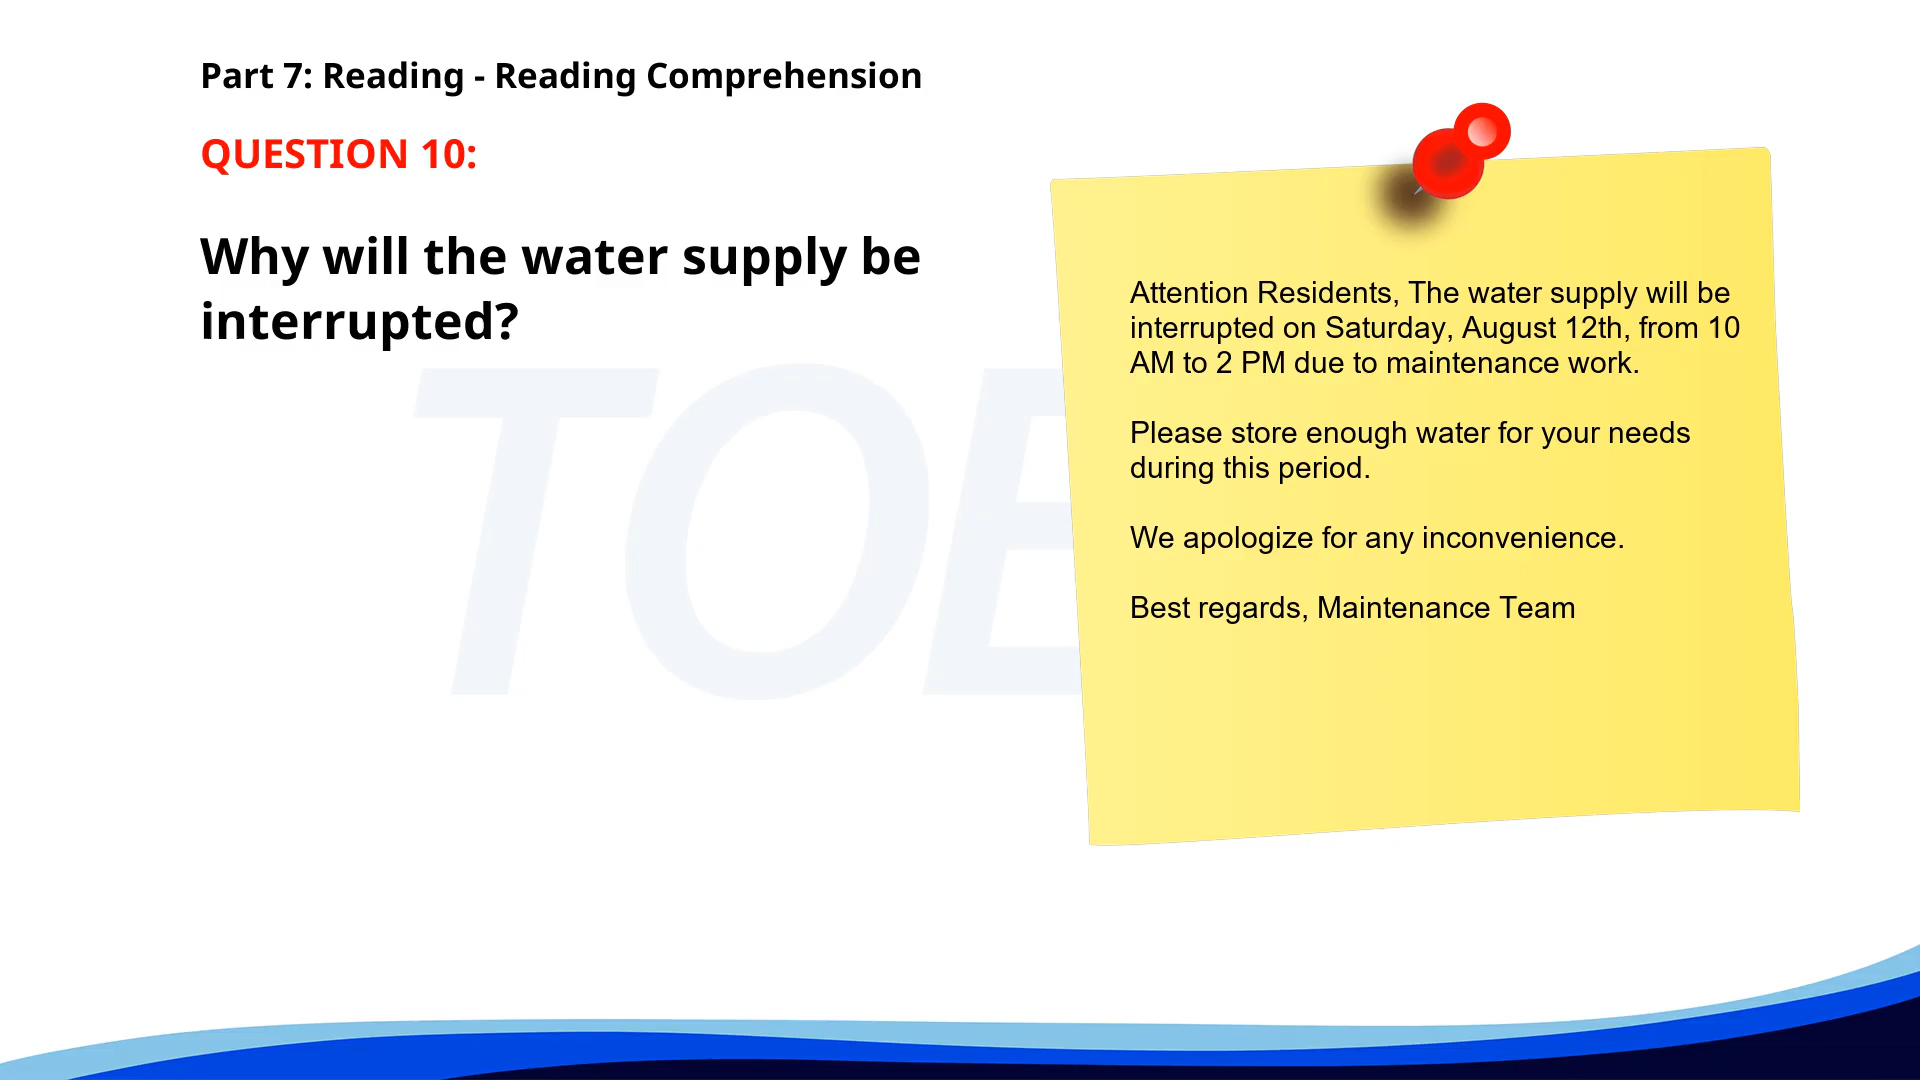 Part 7: Reading - Reading Comprehension
QUESTION 10:
Why will the water supply be
interrupted?
Attention Residents, The water supply will be
interrupted on Saturday, August 12th, from 10
AM to 2 PM due to maintenance work.
Please store enough water for your needs
during this period.
We apologize for any inconvenience.
Best regards, Maintenance Team